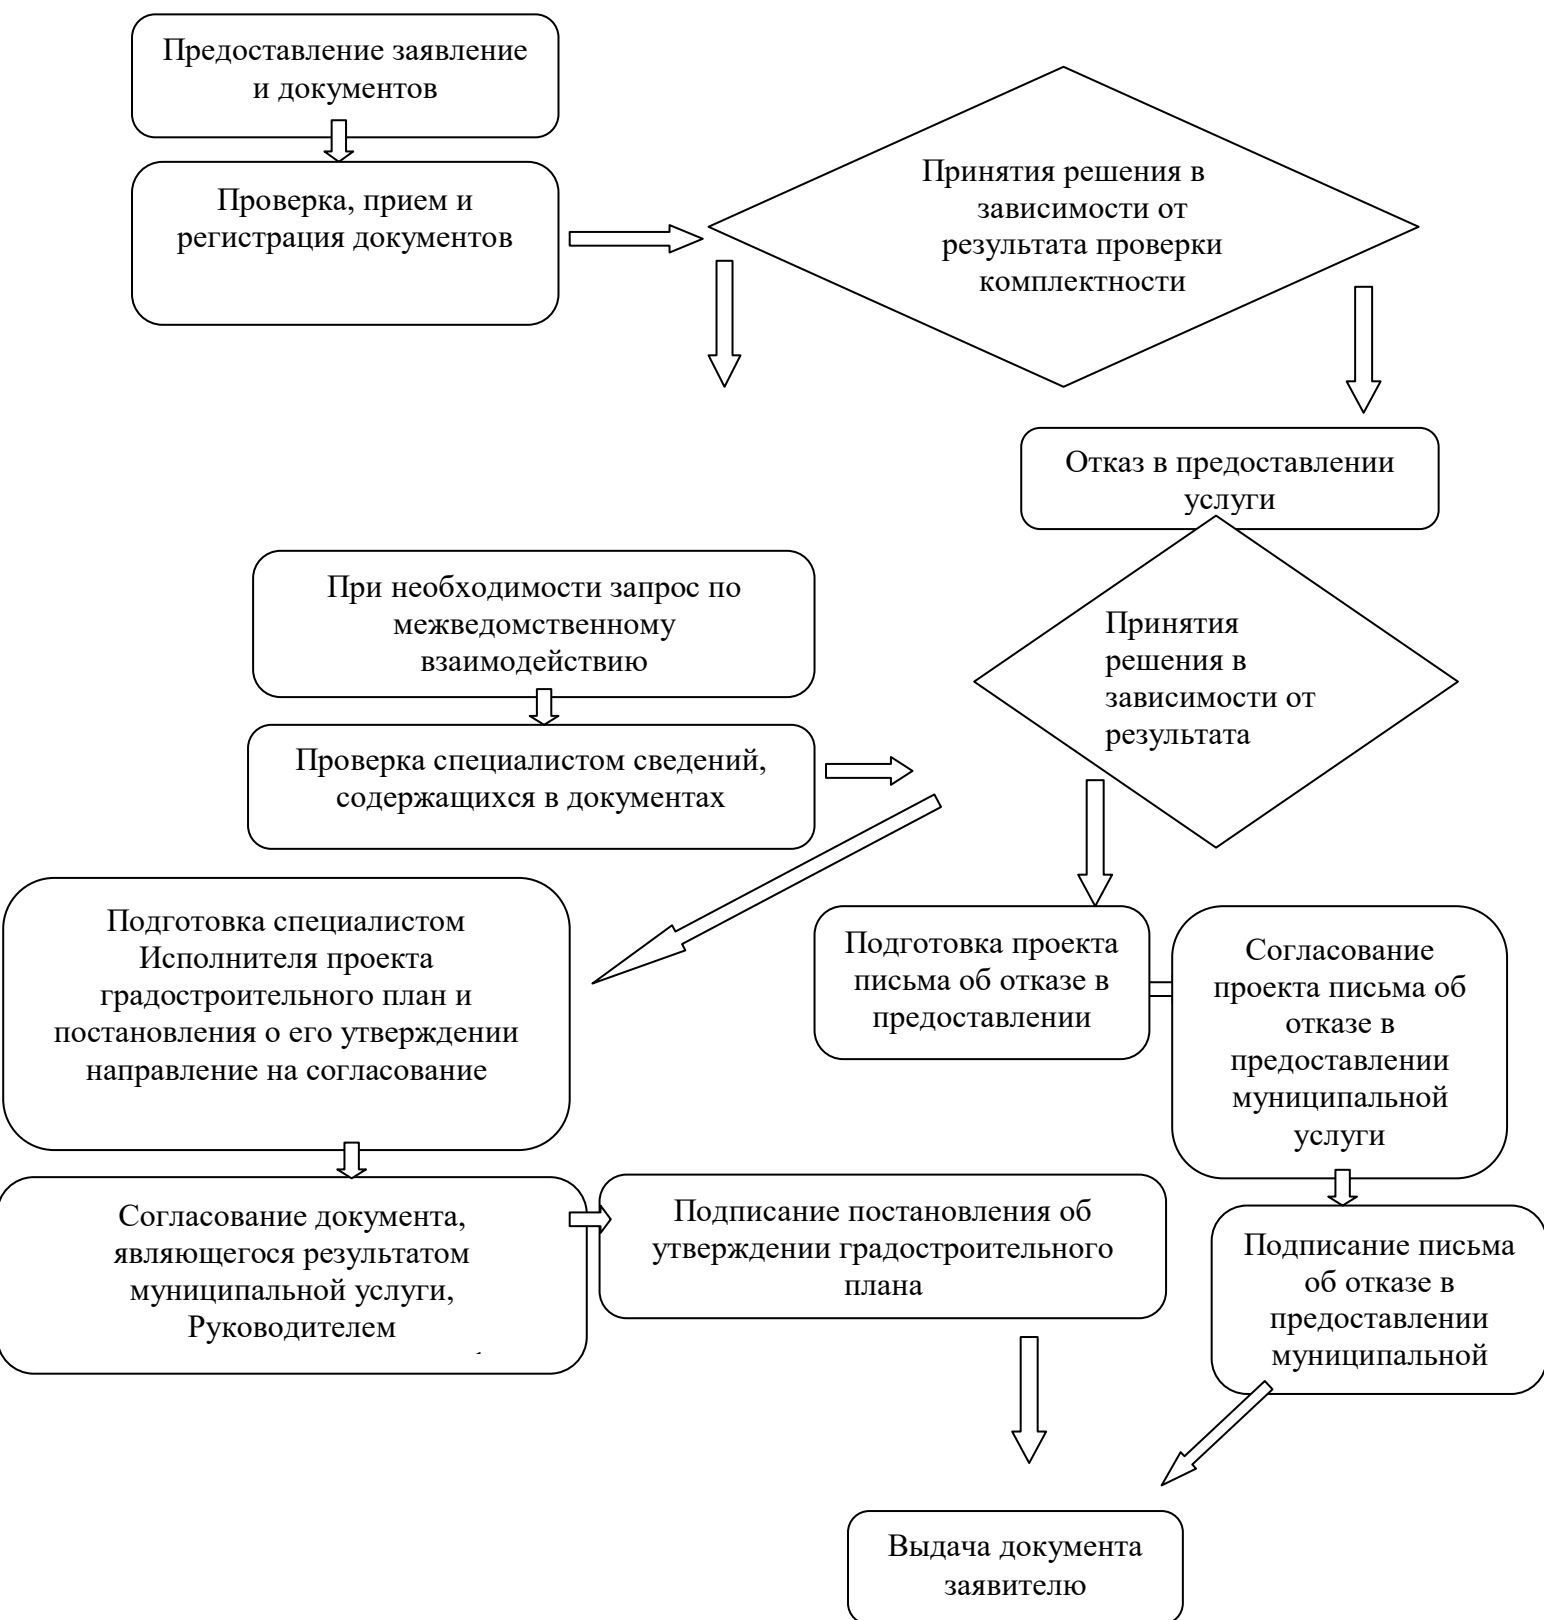 Предоставление заявление
и документов
Проверка, прием и
регистрация документов
Принятия решения в
зависимости от
результата проверки
комплектности
Отказ в предоставлении
услуги
При необходимости запрос по
межведомственному
взаимодействию
Проверка специалистом сведений,
содержащихся в документах
Принятия
решения в
зависимости от
результата
Подготовка специалистом
Исполнителя проекта
градостроительного план и
постановления о его утверждении
направление на согласование
Подготовка проекта
письма об отказе в
предоставлении
Согласование
проекта письма об
отказе в
предоставлении
муниципальной
услуги
Согласование документа,
являющегося результатом
муниципальной услуги,
Руководителем
Подписание постановления об
утверждении градостроительного
плана
Подписание письма
об отказе в
предоставлении
муниципальной
Выдача документа
заявителю